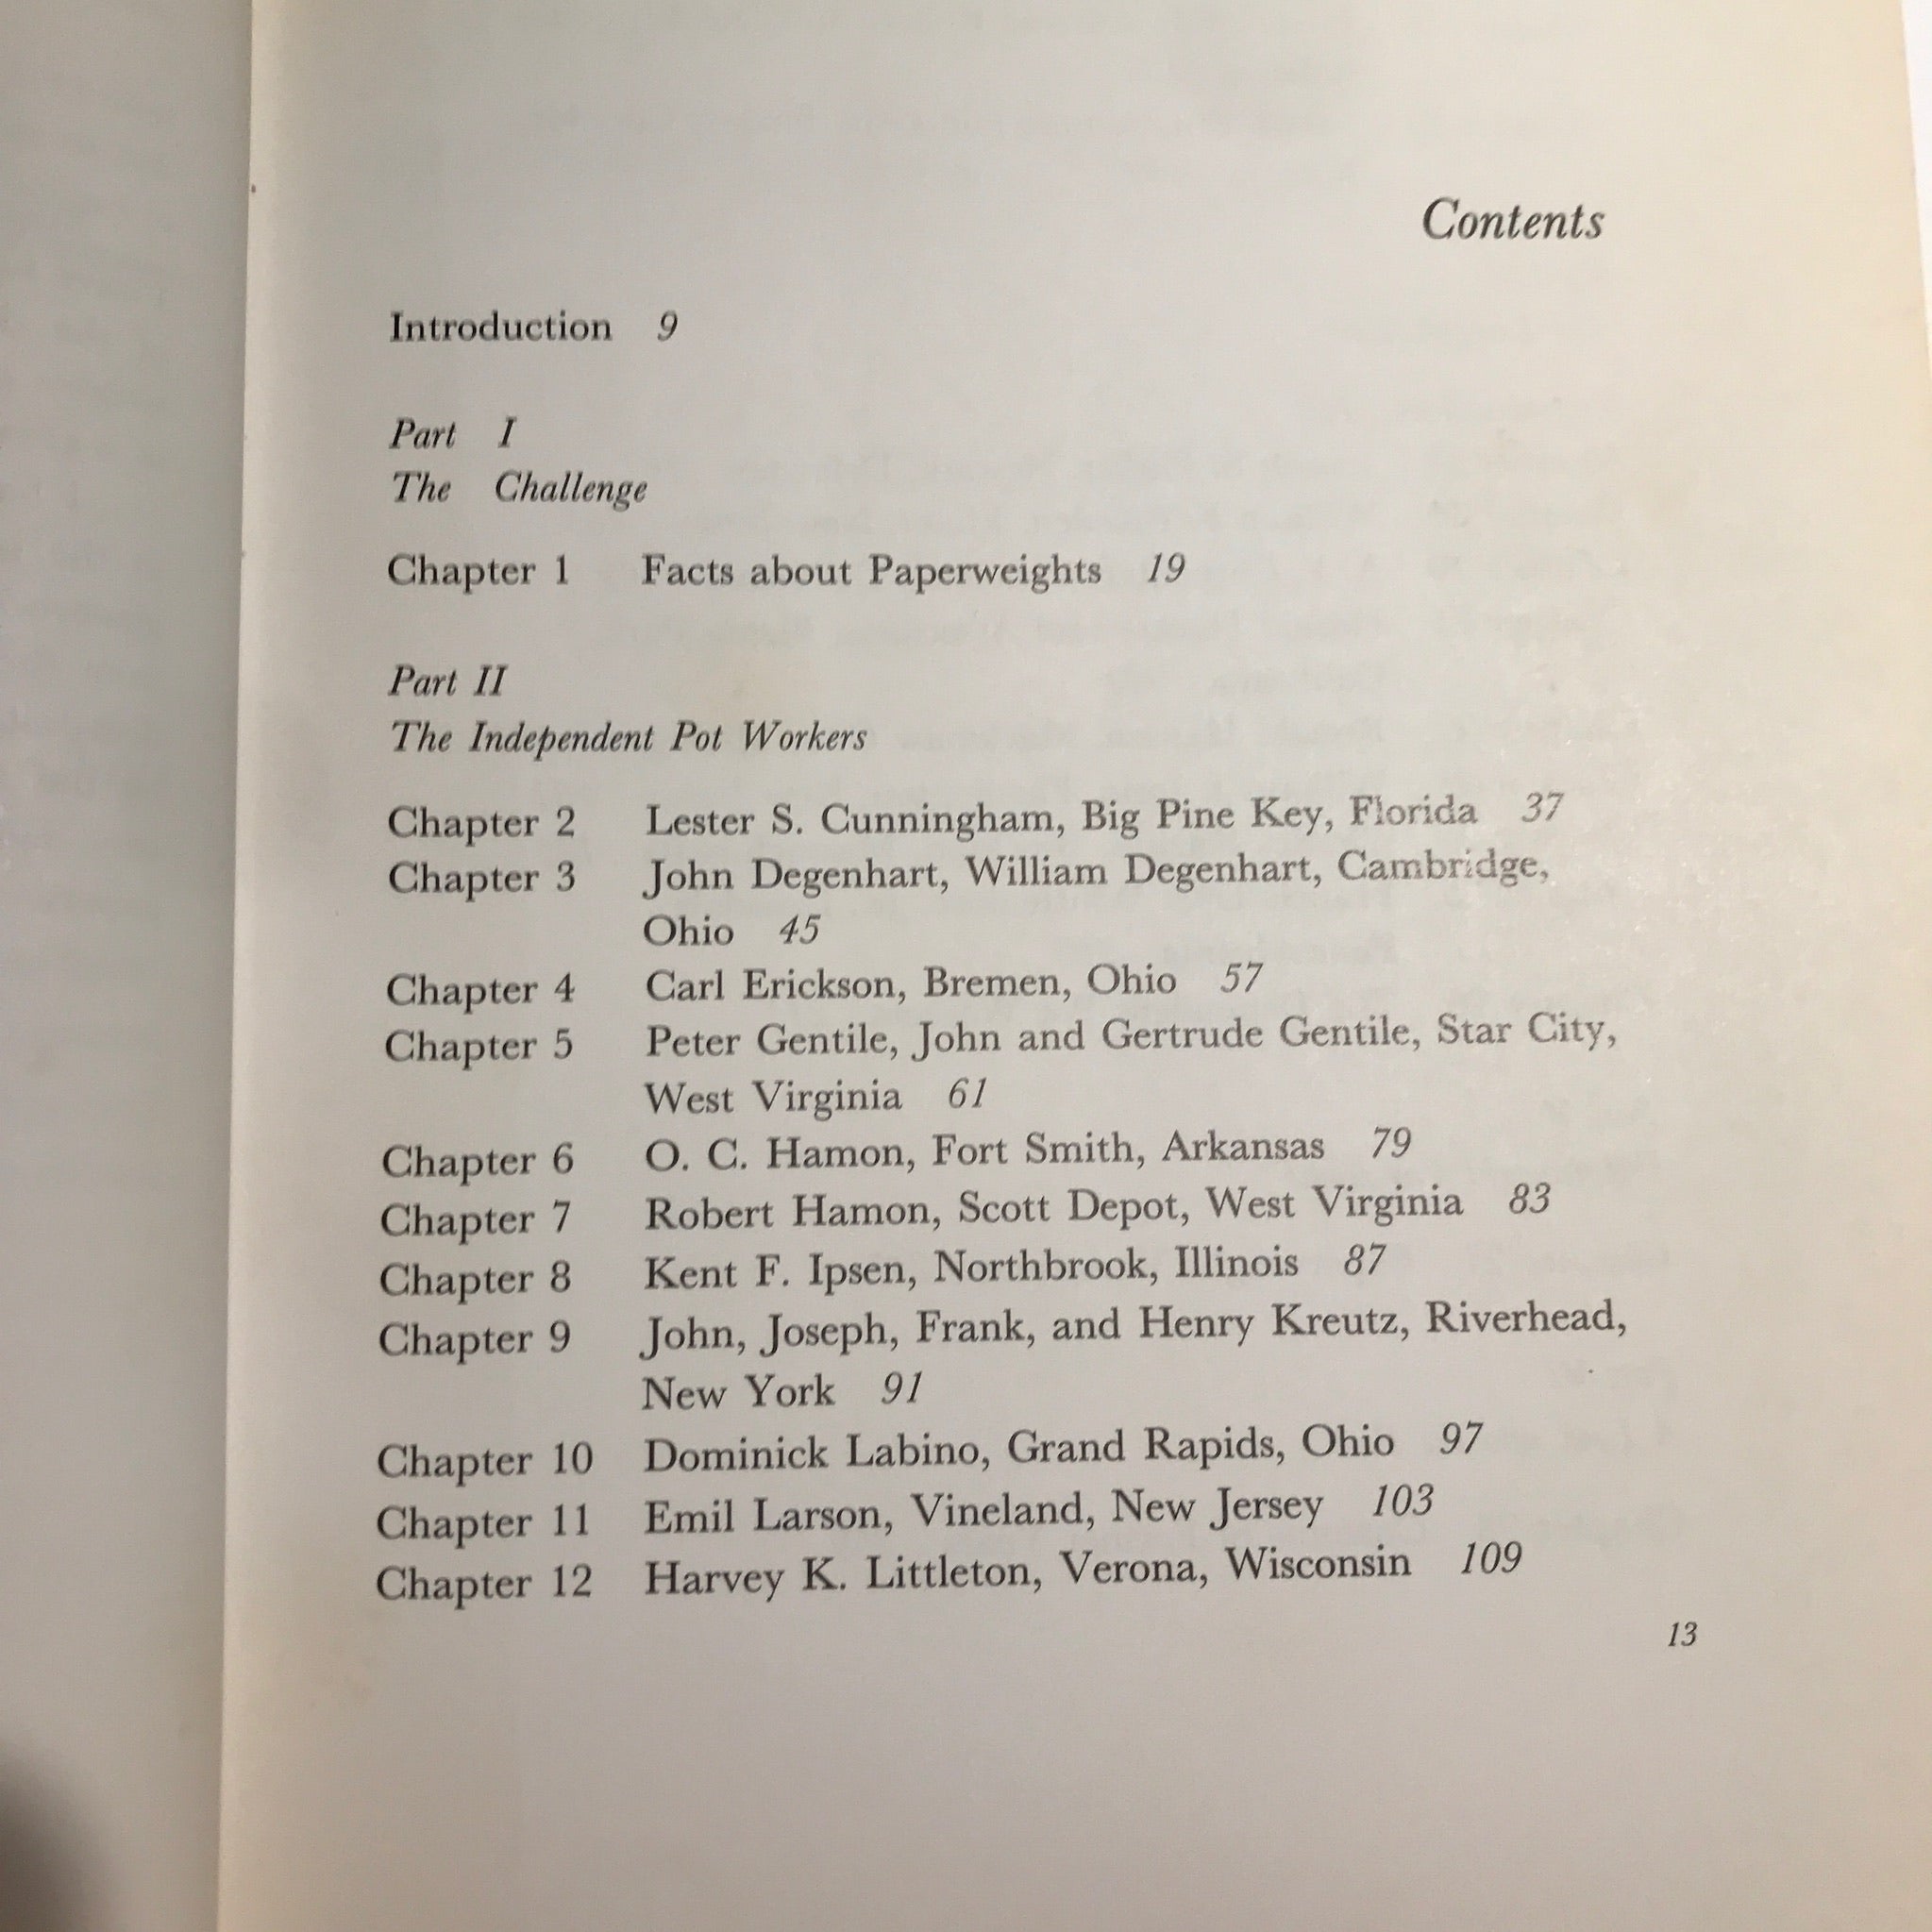 Contents
Introduction 9
Part I
The Challenge
Chapter 1 Facts about Paperweights 19
Part II
The Independent Pot Workers
Chapter 2 Lester S. Cunningham, Big Pine Key, Florida 37
Chapter 3 John Degenhart, William Degenhart, Cambridge,
Ohio 45
Chapter 4 Carl Erickson, Bremen, Ohio 57
Chapter 5 Peter Gentile, John and Gertrude Gentile, Star City,
West Virginia 61
Chapter 6 O. C. Hamon, Fort Smith, Arkansas 79
Chapter 7 Robert Hamon, Scott Depot, West Virginia 83
Chapter 8 Kent F. Ipsen, Northbrook, Illinois 87
Chapter 9 John, Joseph, Frank, and Henry Kreutz, Riverhead,
New York 91
Chapter 10 Dominick Labino, Grand Rapids, Ohio 97
Chapter 11 Emil Larson, Vineland, New Jersey 103
Chapter 12 Harvey K. Littleton, Verona, Wisconsin 109
13